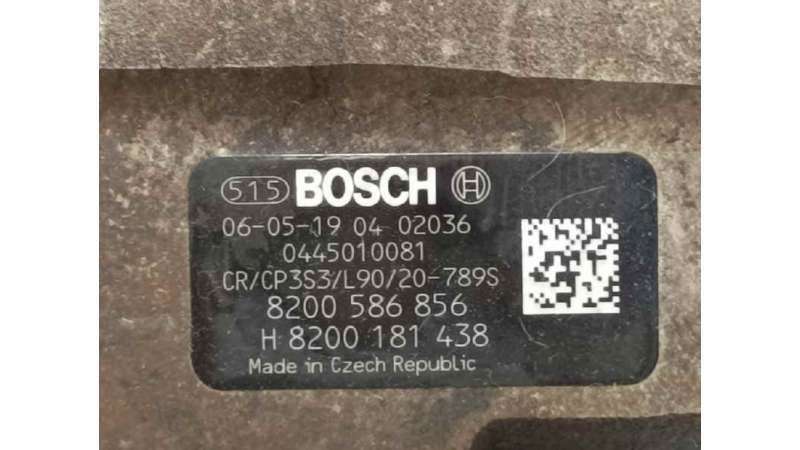 515 BOSCH
06-05-19 04 02036
0445010081
CR/CP3S3/L90/20-789S
8200 586 856
H 8200 181 438
Made in Czech Republic